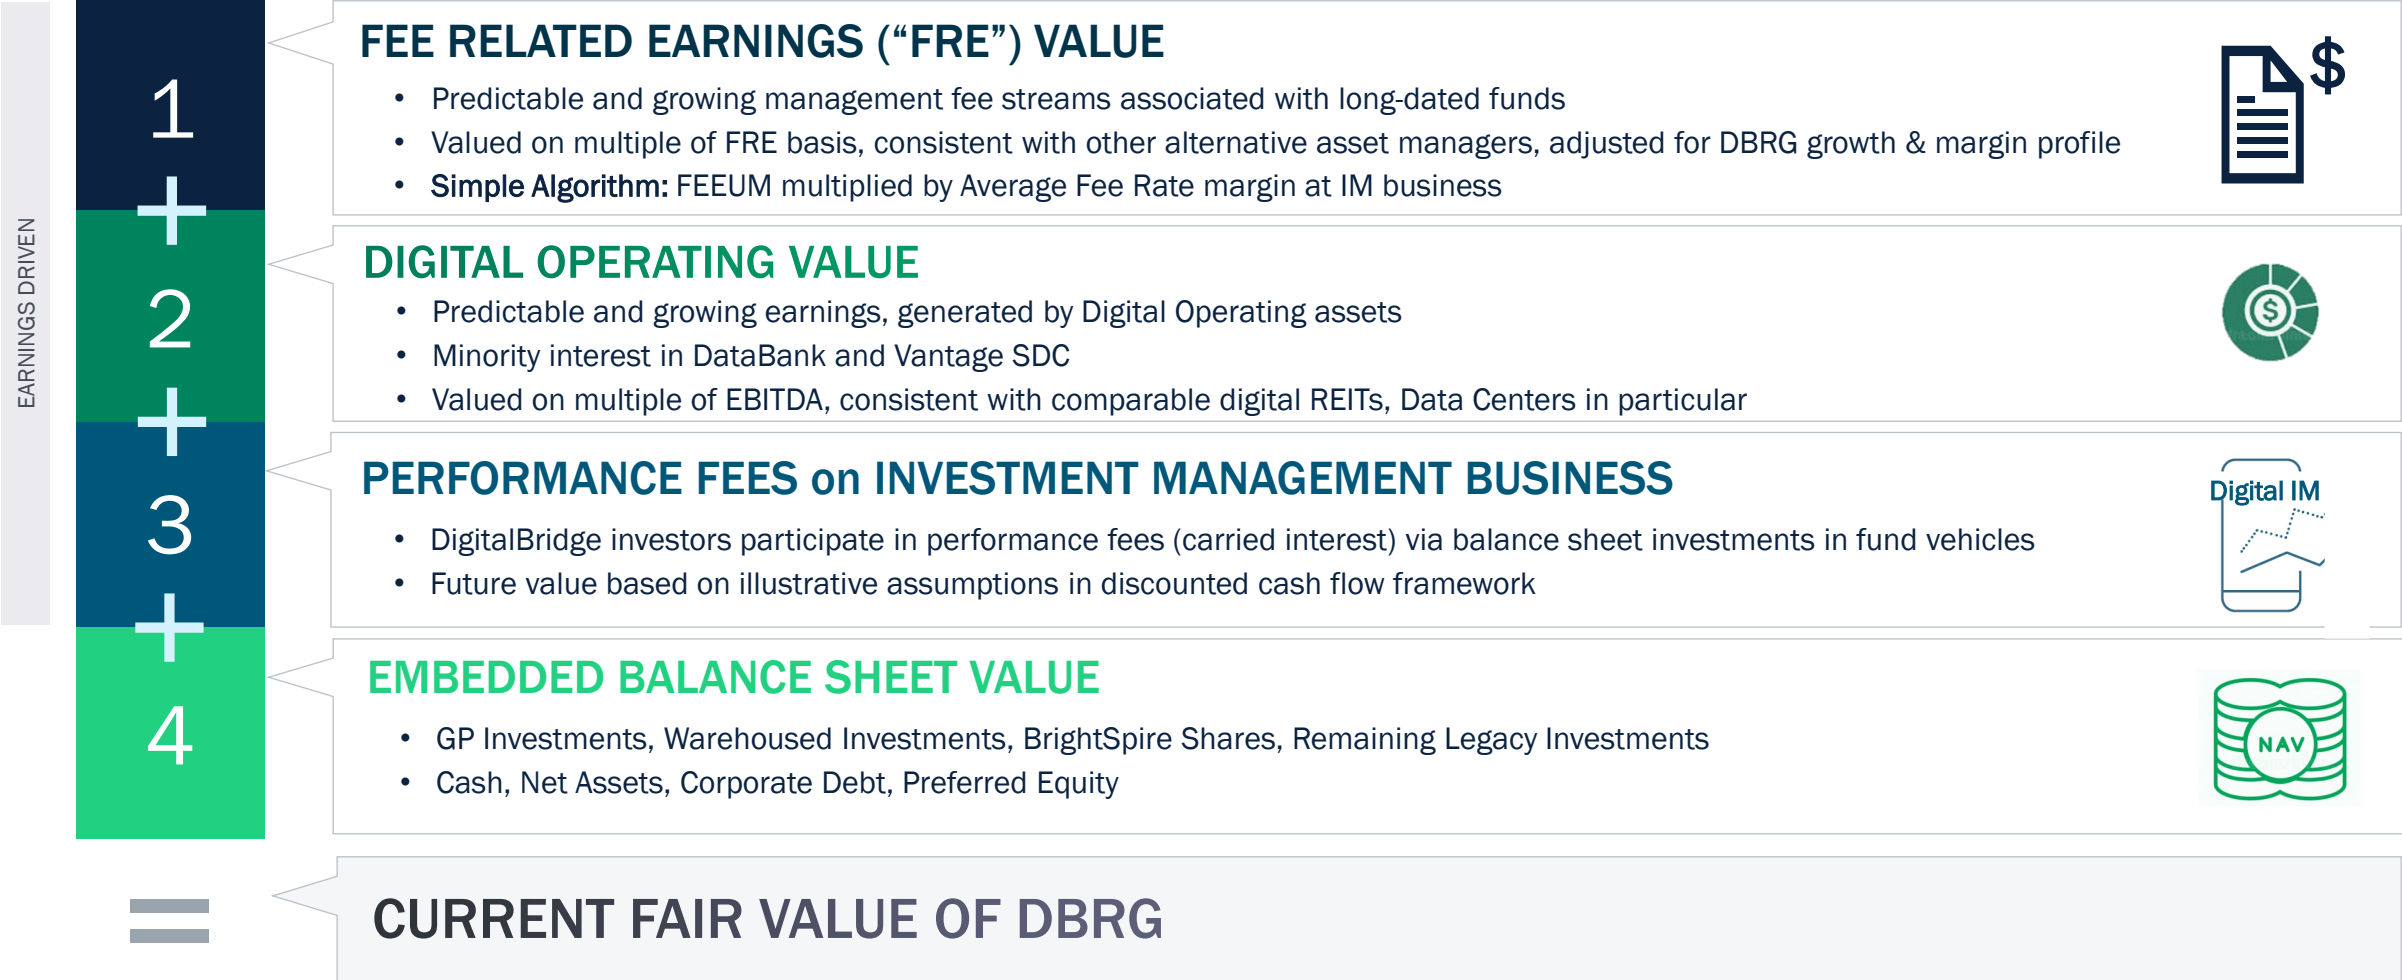 EARNINGS DRIVEN
1
FEE RELATED EARNINGS (“FRE”) VALUE
• Predictable and growing management fee streams associated with long-dated funds
• Valued on multiple of FRE basis, consistent with other alternative asset managers, adjusted for DBRG growth & margin profile
• Simple Algorithm: FEEUM multiplied by Average Fee Rate margin at IM business
$
+
2
DIGITAL OPERATING VALUE
• Predictable and growing earnings, generated by Digital Operating assets
• Minority interest in DataBank and Vantage SDC
• Valued on multiple of EBITDA, consistent with comparable digital REITs, Data Centers in particular
$
+
3
PERFORMANCE FEES on INVESTMENT MANAGEMENT BUSINESS
• DigitalBridge investors participate in performance fees (carried interest) via balance sheet investments in fund vehicles
• Future value based on illustrative assumptions in discounted cash flow framework
Digital IM
+
4
EMBEDDED BALANCE SHEET VALUE
• GP Investments, Warehoused Investments, BrightSpire Shares, Remaining Legacy Investments
• Cash, Net Assets, Corporate Debt, Preferred Equity
NAV
=
CURRENT FAIR VALUE OF DBRG